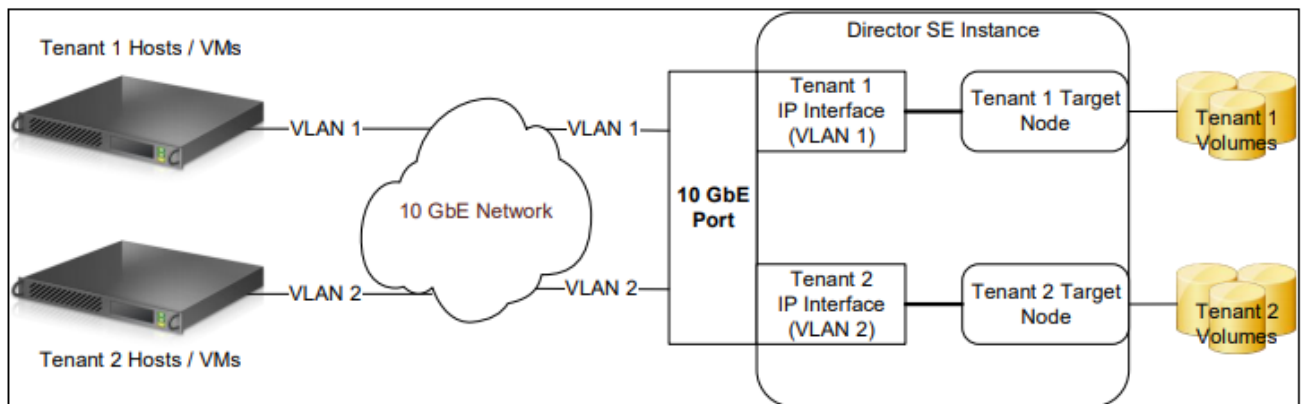 Director SE Instance
Tenant 1 Hosts / VMs
VLAN 1
VLAN 1
Tenant 1
IP Interface
(VLAN 1)
Tenant 1 Target
Node
Tenant 1
Volumes
10 GbE Network
10 GbE
Port
VLAN 2
VLAN 2
Tenant 2
IP Interface
(VLAN 2)
Tenant 2 Target
Node
Tenant 2
Volumes
Tenant 2 Hosts / VMs